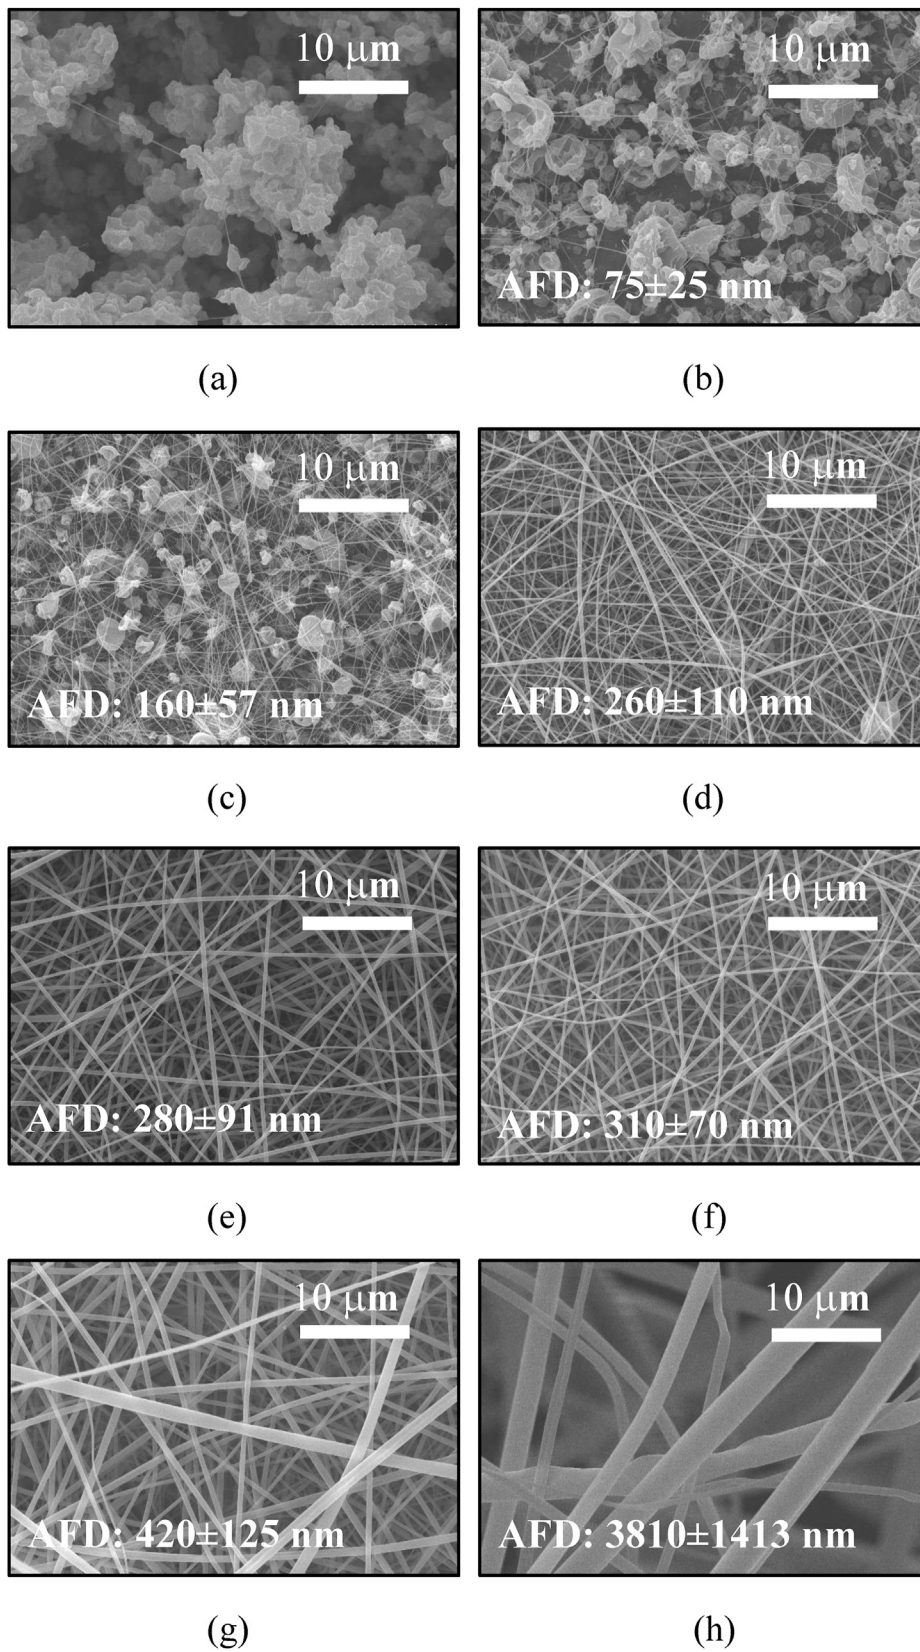 10 μm
10 μm
AFD: 75±25 nm
(a)
(b)
10 μm
10 μm
AFD: 160±57 nm
AFD: 260±110 nm
(c)
(d)
10 μm
10 μm
AFD: 280±91 nm
AFD: 310±70 nm
(e)
(f)
10 μm
10 μm
AFD: 420±125 nm
AFD: 3810±1413 nm
(g)
(h)